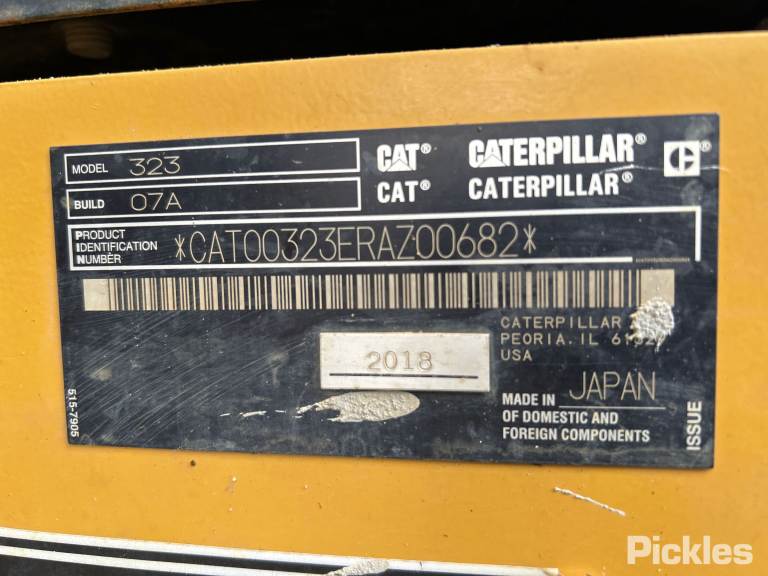 MODEL 323
CAT® CATERPILLAR®
BUILD 07A
CAT® CATERPILLAR®
PRODUCT IDENTIFICATION NUMBER *CAT00323ERAZ00682*
CATERPILLAR
PEORIA. IL
USA
2018
MADE IN JAPAN
OF DOMESTIC AND
FOREIGN COMPONENTS
515-7905
ISSUE
Pickles